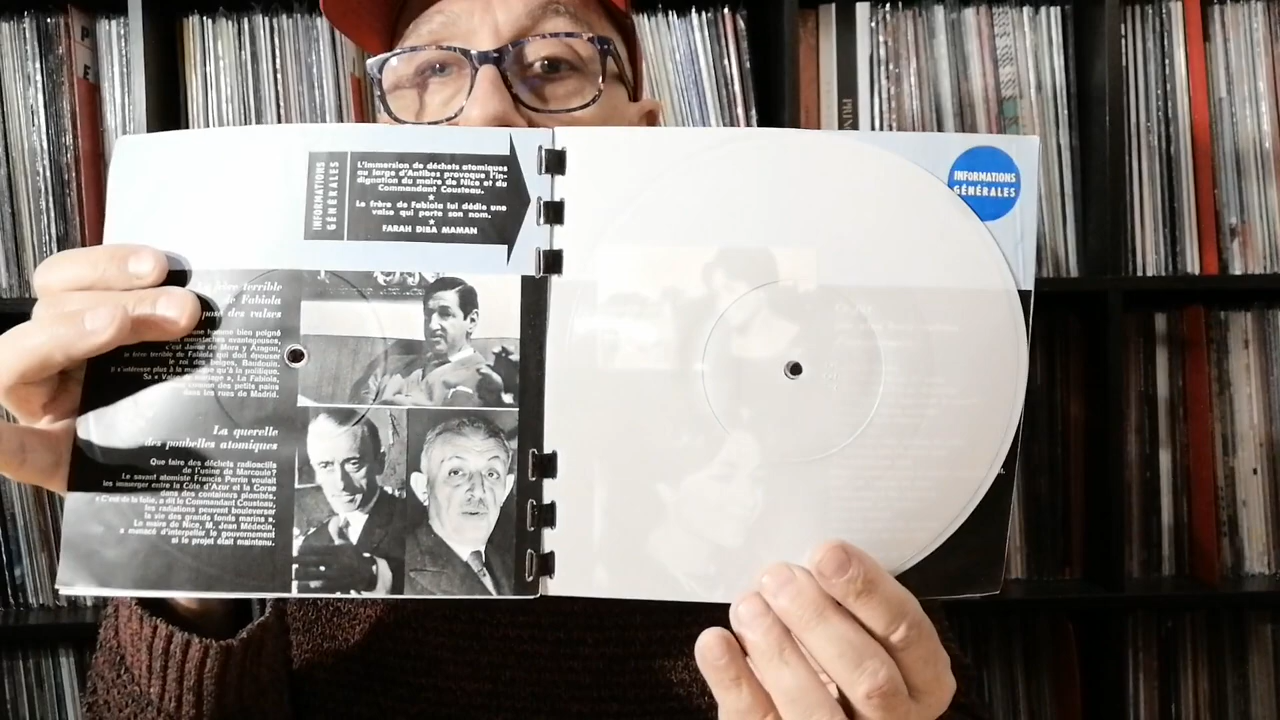 INFORMATIONS
GÉNÉRALES
L'immersion de déchets atomiques
au large d'Antibes provoque l'in-
dignation du maire de Nice et du
Commandant Cousteau.
Le frère de Fabiola lui dédie une
valse qui porte son nom.
FARAH DIBA MAMAN
INFORMATIONS
GÉNÉRALES
frère terrible
de Fabiola
des valses
homme bien peigné
moustaches avantageuses,
c'est Jaime de Mora y Aragon,
le frère terrible de Fabiola qui doit épouser
le roi des belges, Baudouin.
Il s'intéresse plus à la musique qu'à la politique.
Sa « Valse de », La Fabiola,
comme des petits pains
dans les rues de Madrid.
La querelle
des poubelles atomiques
Que faire des déchets radioactifs
de l'usine de Marcoule?
Le savant atomiste Francis Perrin voulait
les immerger entre la Côte d'Azur et la Corse
dans des containers plombés.
« C'est de la folie, a dit le Commandant Cousteau,
les radiations peuvent bouleverser
la vie des grands fonds marins ».
Le maire de Nice, M. Jean Médecin,
a menacé d'interpeller le gouvernement
si le projet était maintenu.